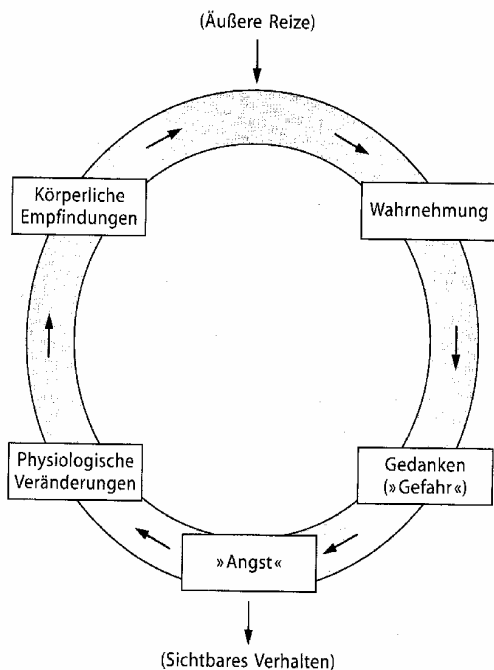 (Äußere Reize)
Körperliche
Empfindungen
Wahrnehmung
Physiologische
Veränderungen
Gedanken
(»Gefahr«)
»Angst«
(Sichtbares Verhalten)